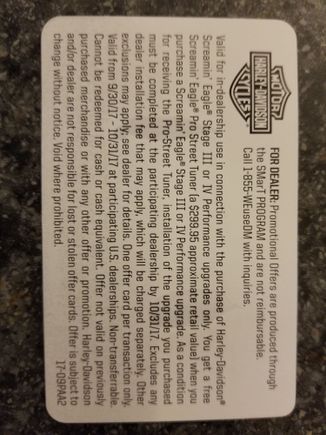 MOTOR
HARLEY-DAVIDSON
CYCLES
FOR DEALER: Promotional Offers are produced through
the SMarT PROGRAM and are not reimbursable.
Call 1-855-WEuseDM with inquiries.
Valid for in-dealership use in connection with the purchase of Harley-Davidson®
Screamin' Eagle® Stage III or IV Performance upgrades only. You get a free
Screamin' Eagle® Pro Street Tuner (a $299.95 approximate retail value) when you
purchase a Screamin' Eagle® Stage III or IV Performance upgrade. As a condition
for receiving the Pro-Street Tuner, installation of the upgrade you purchased
must be completed at the participating dealership by 10/31/17. Excludes any
dealer installation fee that may apply, which will be charged separately. Other
exclusions may apply, see dealer for details. One offer card per transaction only.
Valid from 9/30/17 - 10/31/17 at participating U.S. dealerships. Non-transferrable.
Cannot be redeemed for cash or cash equivalent. Offer not valid on previously
purchased merchandise or with any other offer or promotion. Harley-Davidson
and/or dealer are not responsible for lost or stolen offer cards. Offer is subject to
change without notice. Void where prohibited.
17-09PAA2